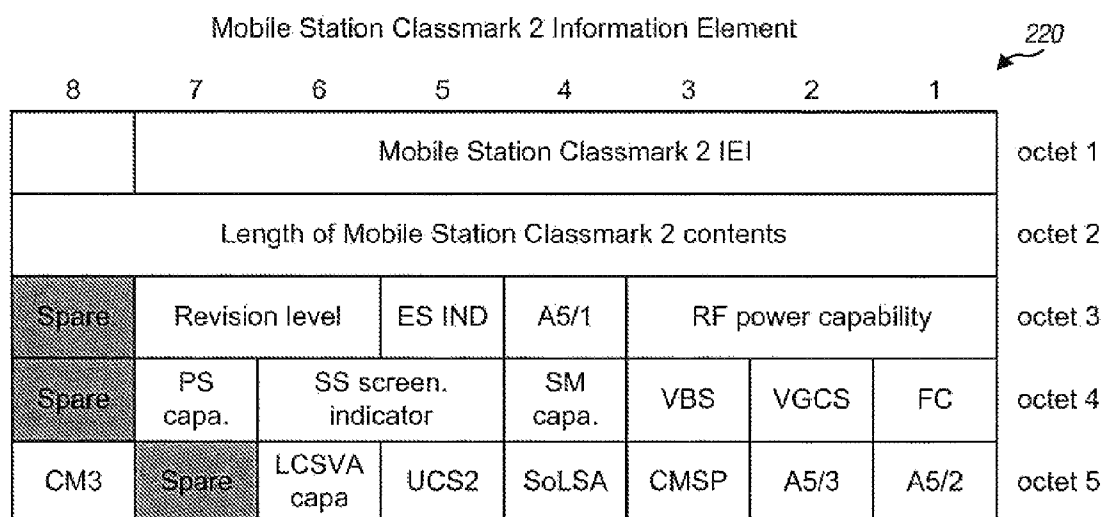 Mobile Station Classmark 2 Information Element
220
8 7 6 5 4 3 2 1
Mobile Station Classmark 2 IEI octet 1
Length of Mobile Station Classmark 2 contents octet 2
Spare Revision level ES IND A5/1 RF power capability octet 3
Spare PS capa. SS screen. indicator SM capa. VBS VGCS FC octet 4
CM3 Spare LCSVA capa UCS2 SoLSA CMSP A5/3 A5/2 octet 5